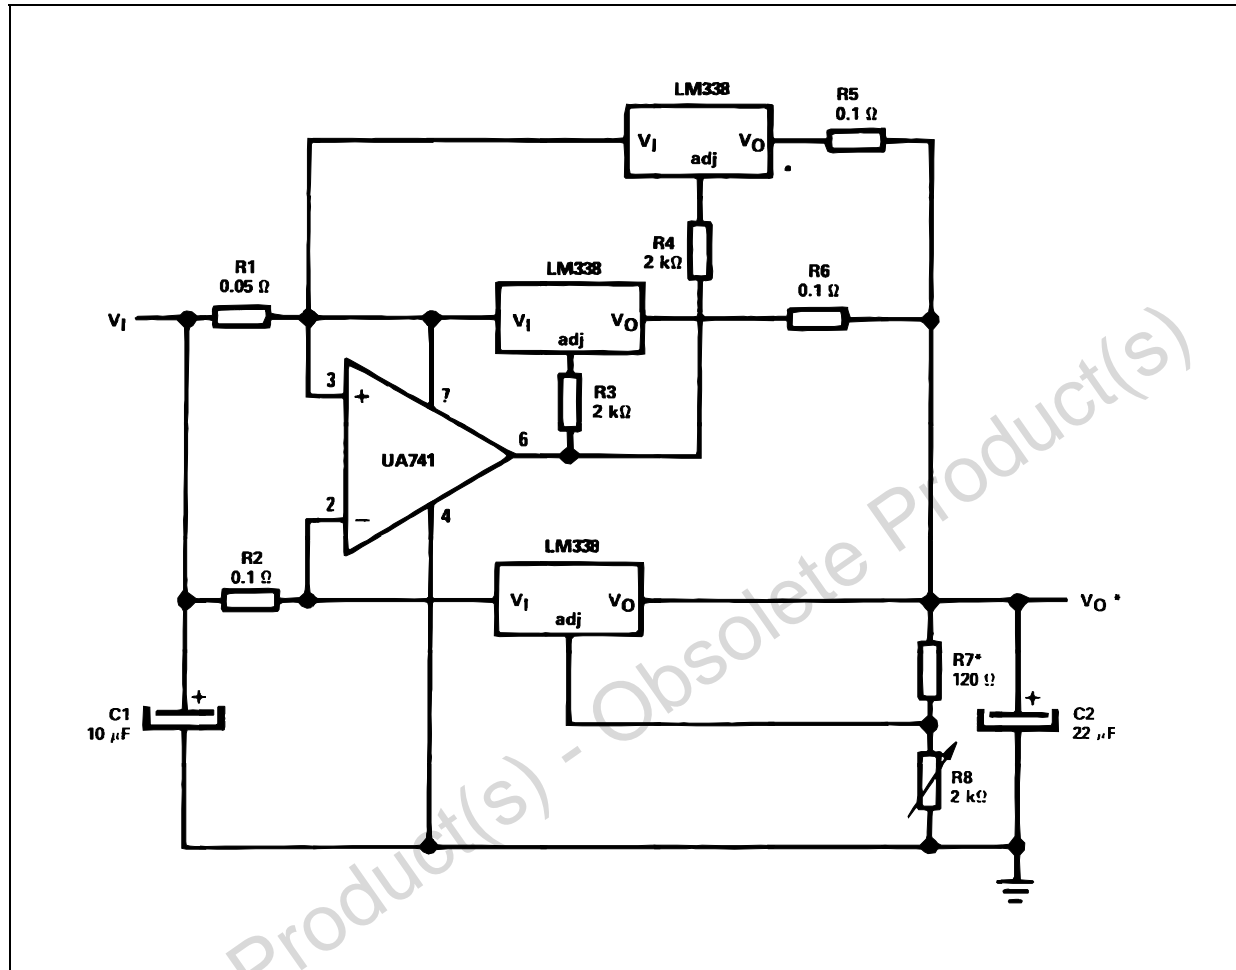 LM338
R5
0.1 Ω
VI
VO
adj
R4
2 kΩ
R1
0.05 Ω
LM338
R6
0.1 Ω
VI
VI
VO
adj
3
+
7
R3
2 kΩ
6
UA741
2
−
4
LM338
R2
0.1 Ω
VI
VO
adj
VO*
R7*
120 Ω
+
C1
10 μF
+
C2
22 μF
R8
2 kΩ
Product(s) - Obsolete Product(s)